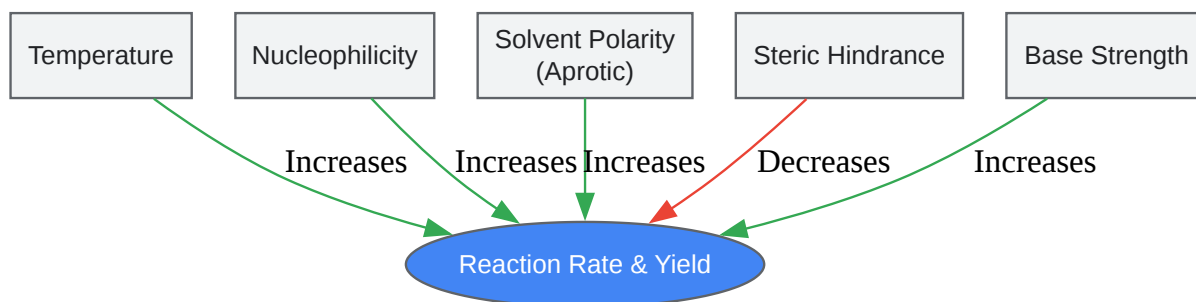 Temperature
Nucleophilicity
Solvent Polarity
(Aprotic)
Steric Hindrance
Base Strength
Increases
Increases
Increases
Decreases
Increases
Reaction Rate & Yield